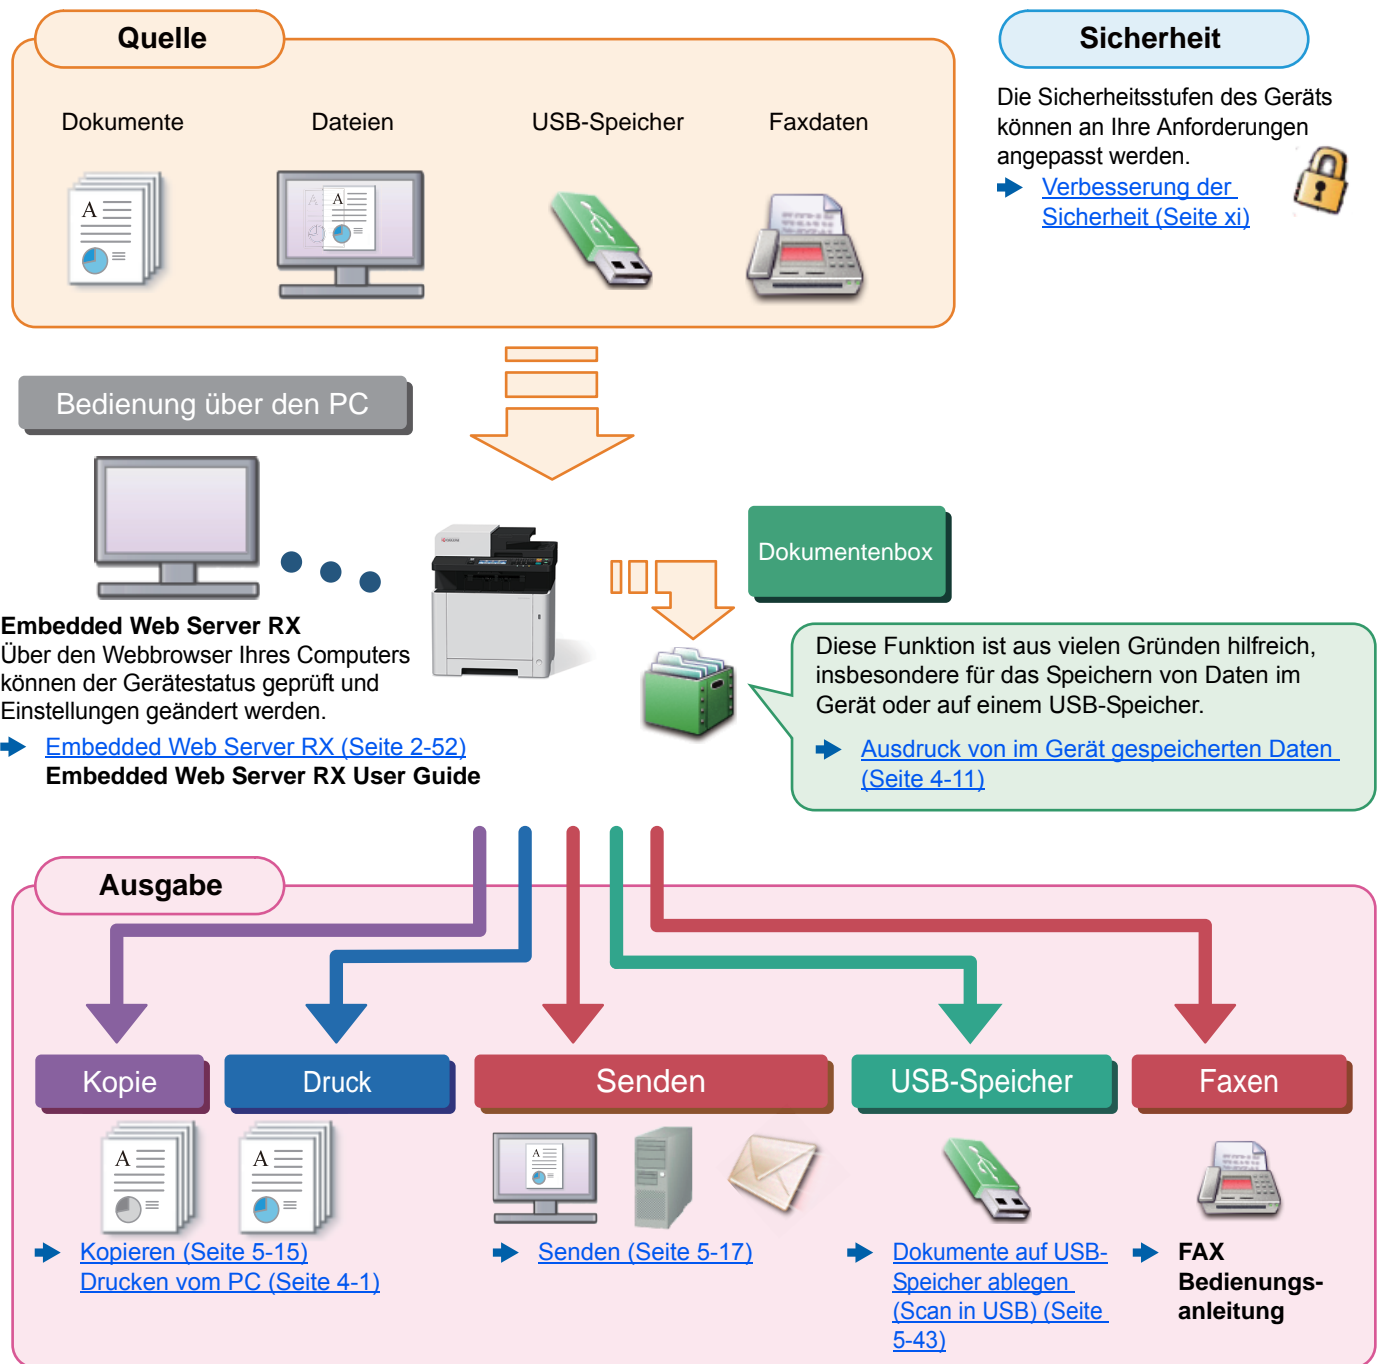 Quelle
Sicherheit
Dokumente
Dateien
USB-Speicher
Faxdaten
Die Sicherheitsstufen des Geräts
können an Ihre Anforderungen
angepasst werden.
Verbesserung der
Sicherheit (Seite xi)
Bedienung über den PC
Dokumentenbox
Embedded Web Server RX
Über den Webbrowser Ihres Computers
können der Gerätestatus geprüft und
Einstellungen geändert werden.
Embedded Web Server RX (Seite 2-52)
Embedded Web Server RX User Guide
Diese Funktion ist aus vielen Gründen hilfreich,
insbesondere für das Speichern von Daten im
Gerät oder auf einem USB-Speicher.
Ausdruck von im Gerät gespeicherten Daten
(Seite 4-11)
Ausgabe
Kopie
Druck
Senden
USB-Speicher
Faxen
Kopieren (Seite 5-15)
Drucken vom PC (Seite 4-1)
Senden (Seite 5-17)
Dokumente auf USB-
Speicher ablegen
(Scan in USB) (Seite
5-43)
FAX
Bedienungs-
anleitung